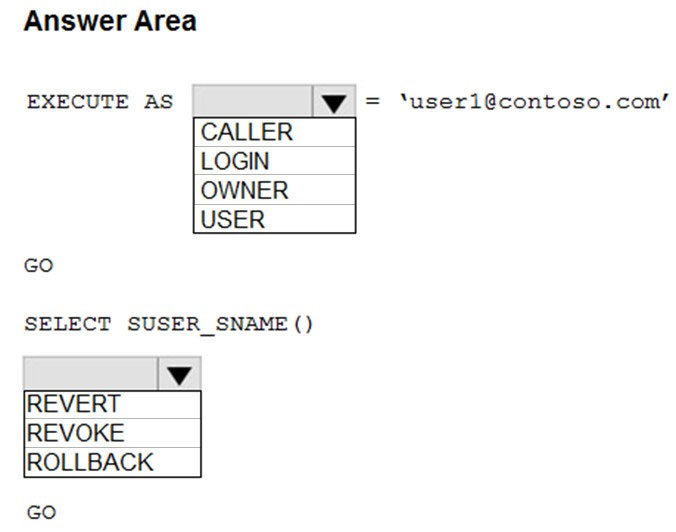 Answer Area
EXECUTE AS = ‘user1@contoso.com’
CALLER
LOGIN
OWNER
USER
GO
SELECT SUSER_SNAME()
REVERT
REVOKE
ROLLBACK
GO